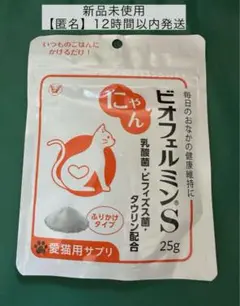 新品未使用
【匿名】12時間以内発送
いつものごはんに
かけるだけ!
毎日のおなかの健康維持に
ビオフェルミン®S
にゃん
乳酸菌・ビフィズス菌・
タウリン配合
ふりかけ
タイプ
愛猫用サプリ
25g